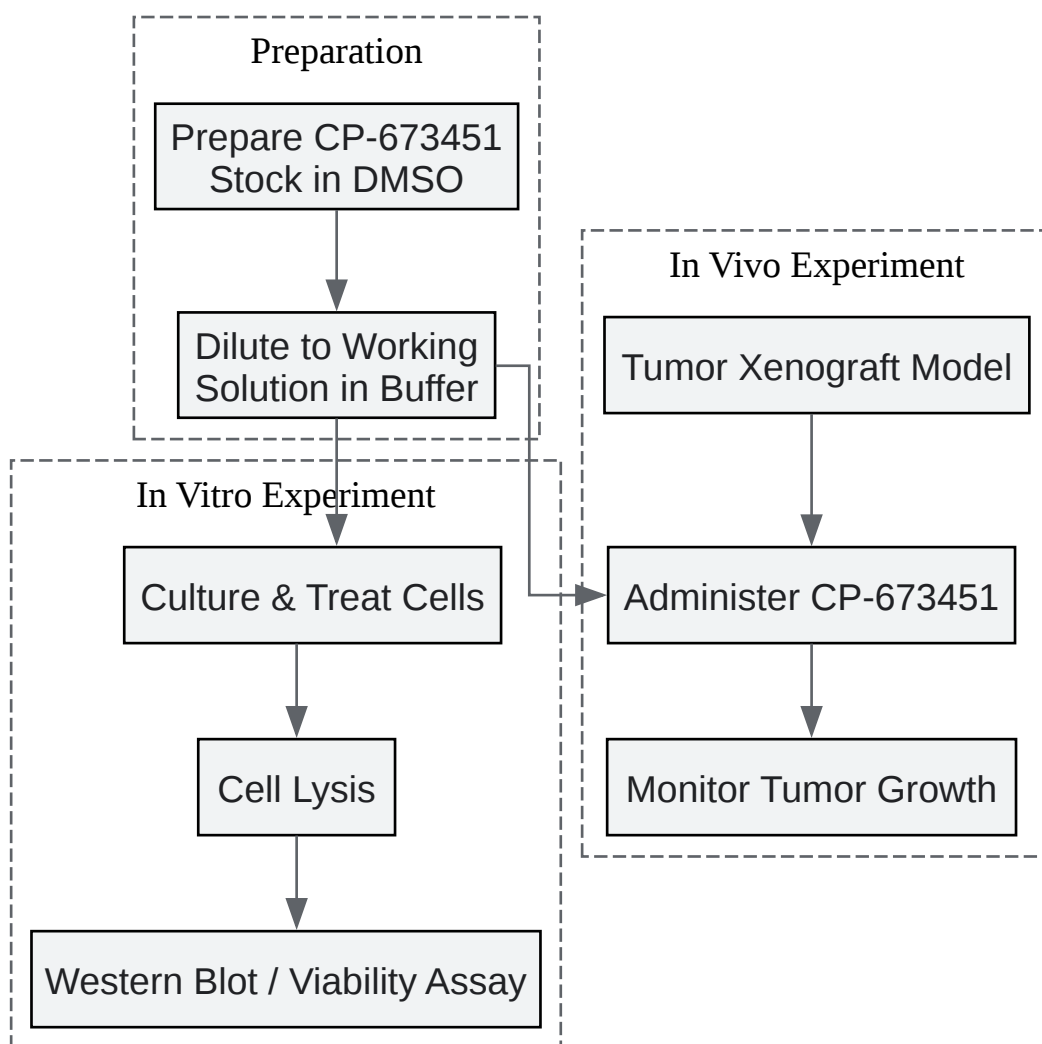 Preparation
Prepare CP-673451
Stock in DMSO
Dilute to Working
Solution in Buffer
In Vitro Experiment
Culture & Treat Cells
Cell Lysis
Western Blot / Viability Assay
In Vivo Experiment
Tumor Xenograft Model
Administer CP-673451
Monitor Tumor Growth